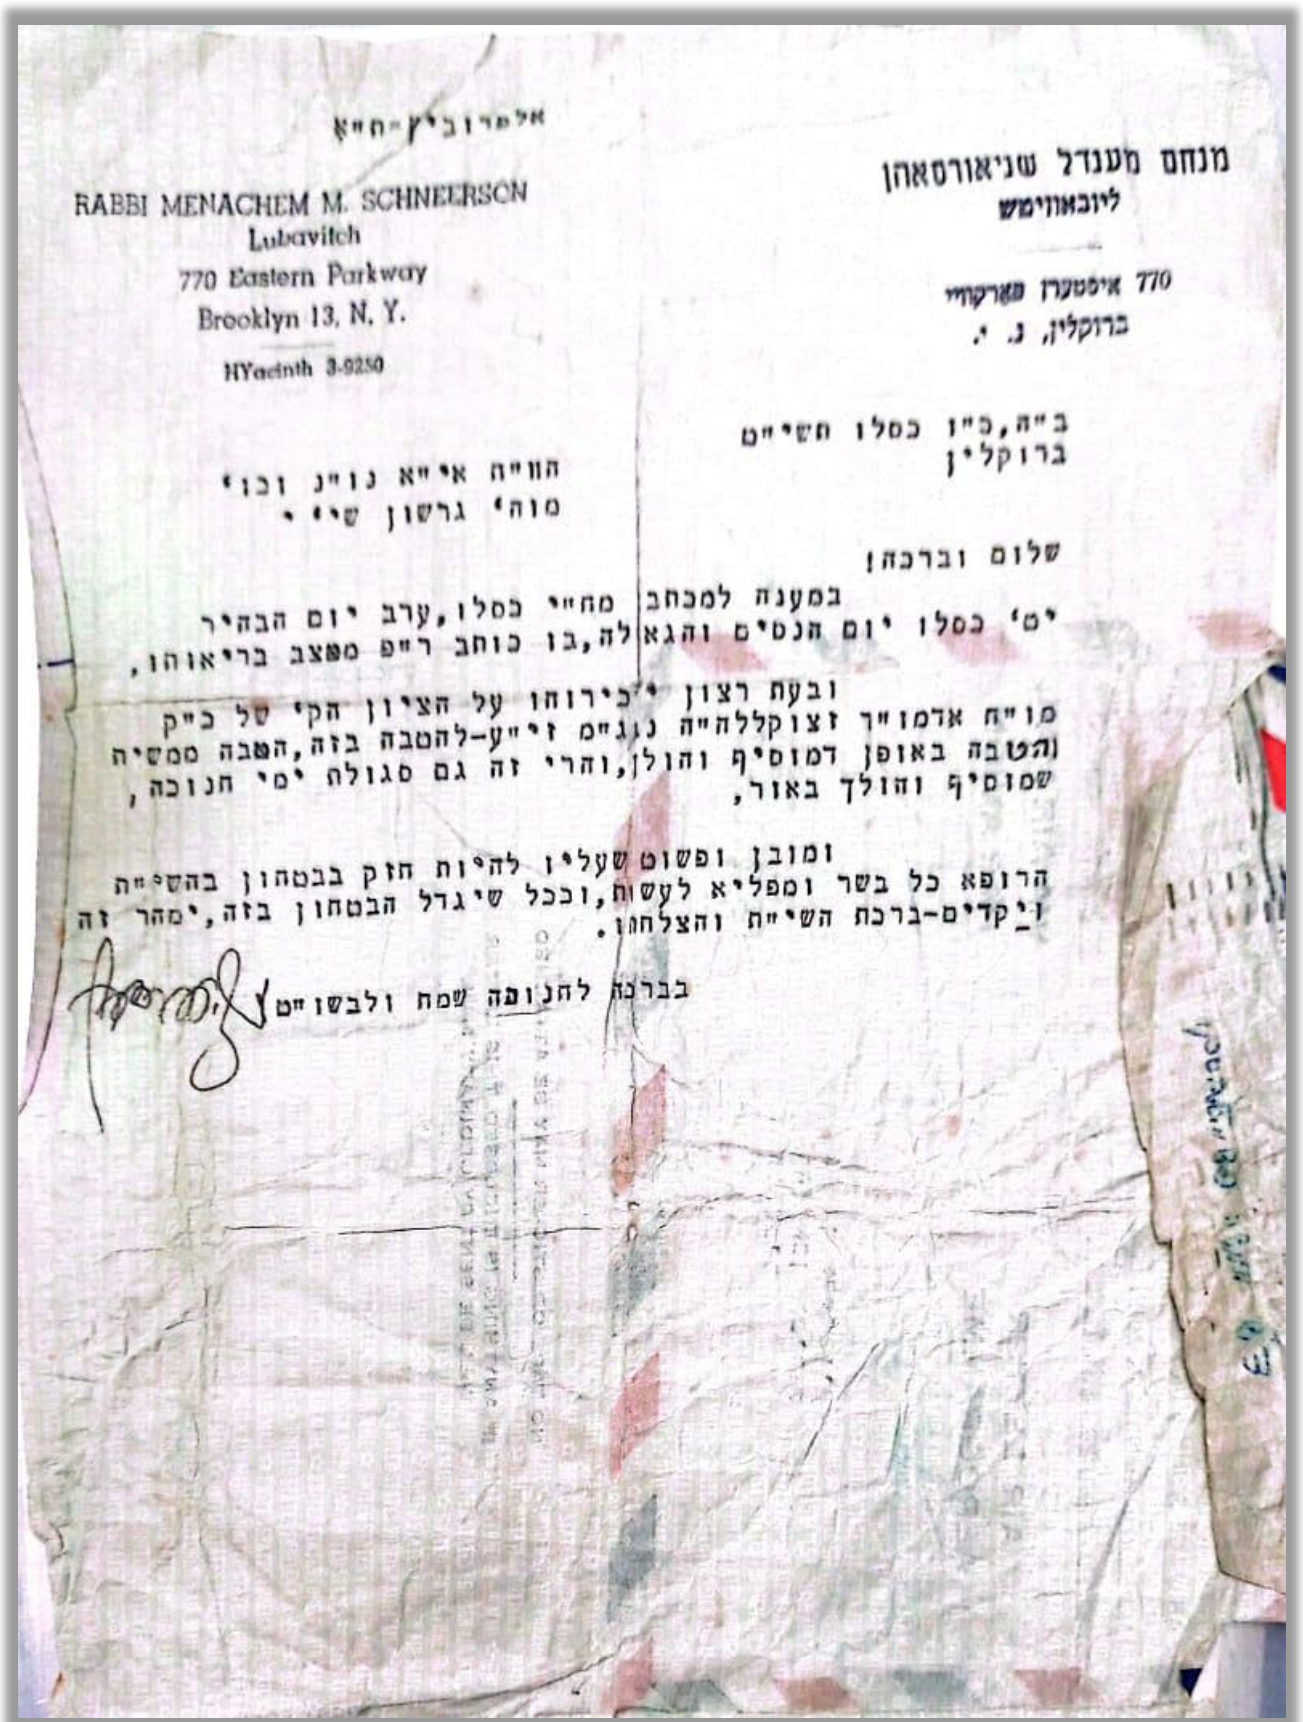 אלמרוביץ-ח"א
מנחם מענדל שניאורסאהן
ליובאוויטש
770 איסטערן פארקוויי
ברוקלין, נ. י.
RABBI MENACHEM M. SCHNEERSON
Lubavitch
770 Eastern Parkway
Brooklyn 13, N. Y.
HYacinth 3-9250
ב"ה,כ"ו כסלו תשי"ט
ברוקלין
הוו"ח אי"א נו"נ וכו'
מוה' גרשון שי'
שלום וברכה!
במענה למכתב מח"י כסלו,ערב יום הבהיר
יט' כסלו יום הנסים והגאולה,בו כותב ר"פ ממצב בריאותו,
ובעת רצון יזכירוהו על הציון הק' של כ"ק
מו"ח אדמו"ר זצוקללה"ה נבג"מ זי"ע-להטבה בזה,הטבה ממשית
והטבה באופן דמוסיף והולך,והרי זה גם סגולת ימי חנוכה,
שמוסיף והולך באור,
ומובן ופשוט שעליו להיות חזק בבטחון בהשי"ת
הרופא כל בשר ומפליא לעשות,וככל שיגדל הבטחון בזה,ימהר זה
ויקדים-ברכת השי"ת והצלחתו.
בברכה לחנוכה שמח ולבשו"ט